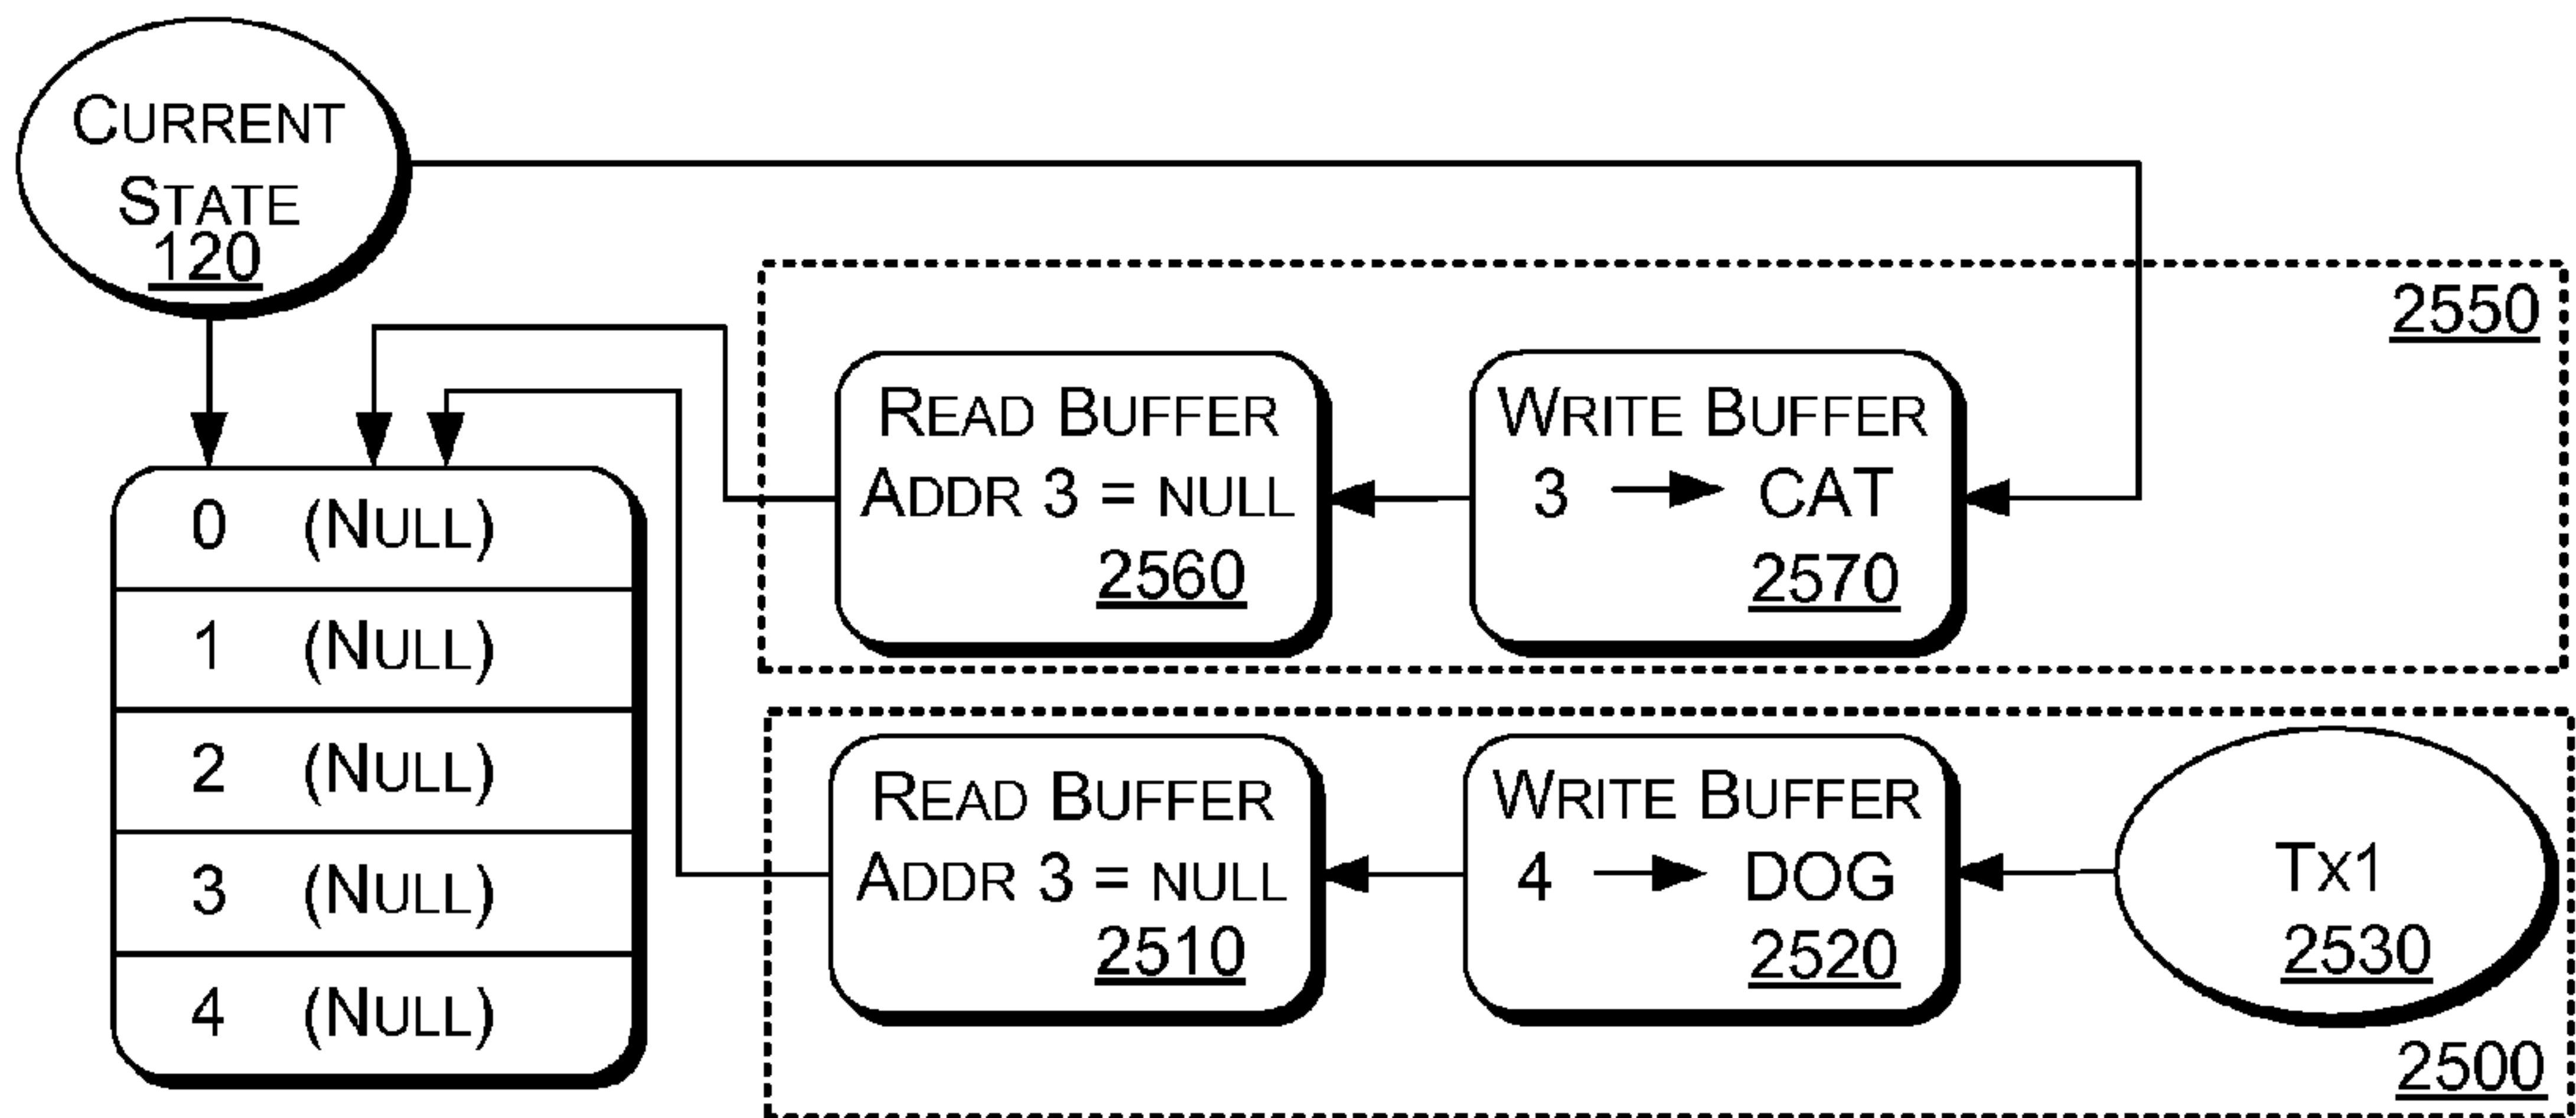 CURRENT
STATE
120
2550
READ BUFFER
ADDR 3 = NULL
2560
WRITE BUFFER
3 CAT
2570
0 (NULL)
1 (NULL)
2 (NULL)
3 (NULL)
4 (NULL)
READ BUFFER
ADDR 3 = NULL
2510
WRITE BUFFER
4 DOG
2520
TX1
2530
2500